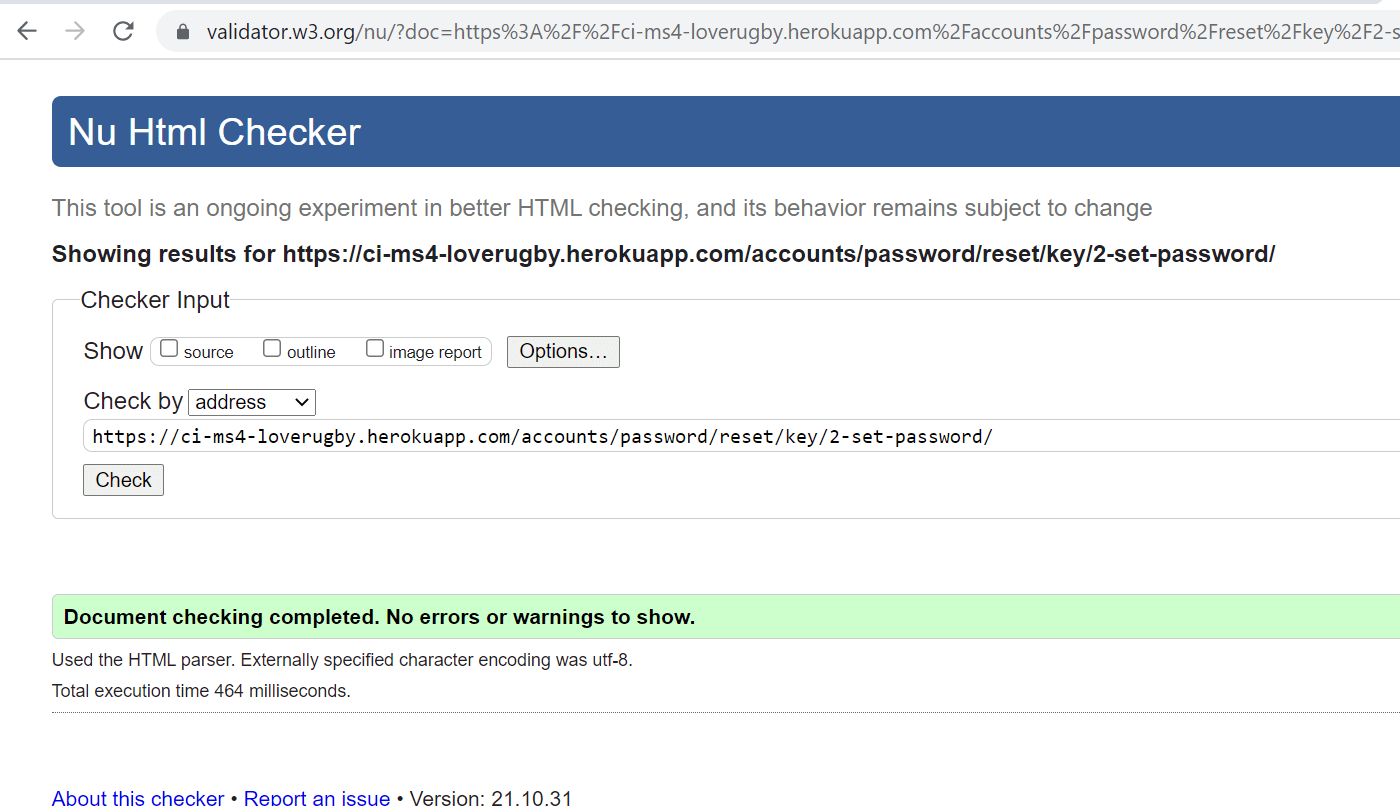 validator.w3.org/nu/?doc=https%3A%2F%2Fci-ms4-loverugby.herokuapp.com%2Faccounts%2Fpassword%2Freset%2Fkey%2F2-s
Nu Html Checker
This tool is an ongoing experiment in better HTML checking, and its behavior remains subject to change
Showing results for https://ci-ms4-loverugby.herokuapp.com/accounts/password/reset/key/2-set-password/
Checker Input
Show source outline image report Options...
Check by address
https://ci-ms4-loverugby.herokuapp.com/accounts/password/reset/key/2-set-password/
Check
Document checking completed. No errors or warnings to show.
Used the HTML parser. Externally specified character encoding was utf-8.
Total execution time 464 milliseconds.
About this checker • Report an issue • Version: 21.10.31